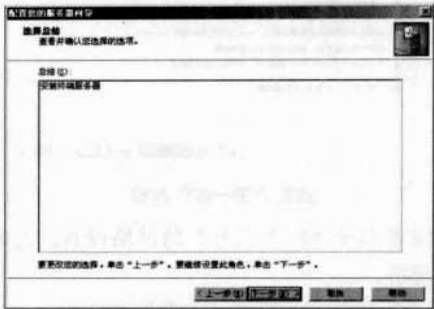 配置您的服务器向导
选择总结
查看并确认您选择的选项。
总结(U):
安装终端服务器
要更改您的选择，单击“上一步”。要继续设置此角色，单击“下一步”。
< 上一步(B) 下一步(N) > 取消 帮助